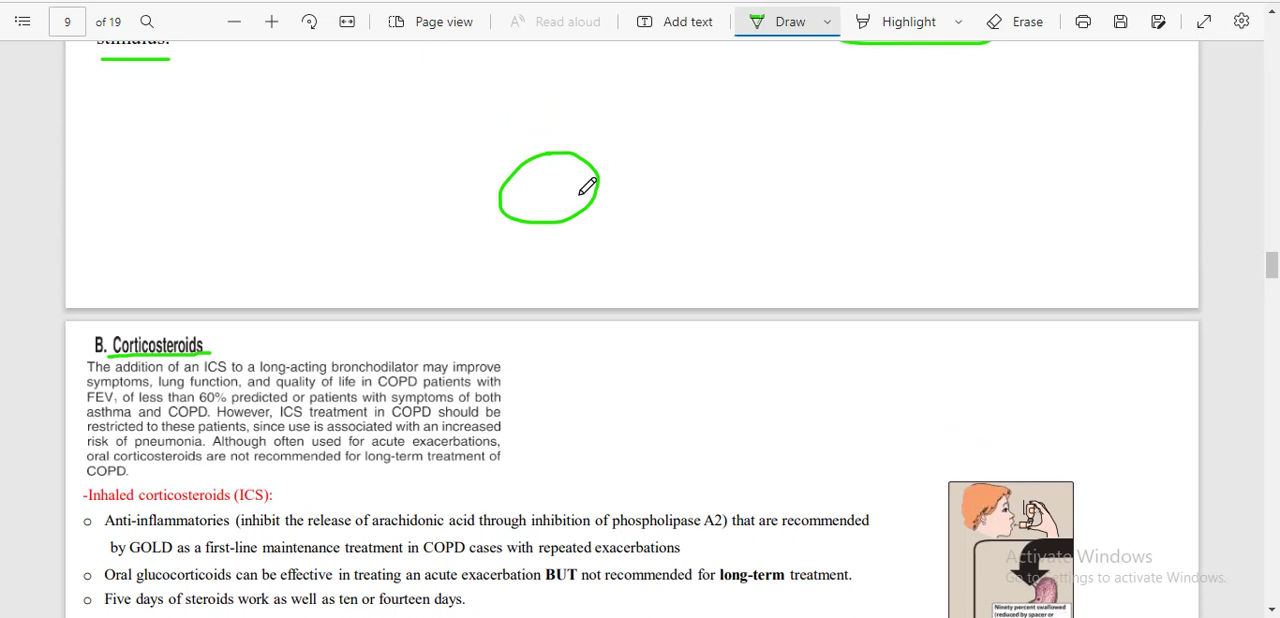 9 of 19 Page view Read aloud Add text Draw Highlight Erase
stimulus.
B. Corticosteroids
The addition of an ICS to a long-acting bronchodilator may improve
symptoms, lung function, and quality of life in COPD patients with
FEV₁ of less than 60% predicted or patients with symptoms of both
asthma and COPD. However, ICS treatment in COPD should be
restricted to these patients, since use is associated with an increased
risk of pneumonia. Although often used for acute exacerbations,
oral corticosteroids are not recommended for long-term treatment of
COPD.
-Inhaled corticosteroids (ICS):
o Anti-inflammatories (inhibit the release of arachidonic acid through inhibition of phospholipase A2) that are recommended
by GOLD as a first-line maintenance treatment in COPD cases with repeated exacerbations
o Oral glucocorticoids can be effective in treating an acute exacerbation BUT not recommended for long-term treatment.
o Five days of steroids work as well as ten or fourteen days.
Ninety percent swallowed
(reduced by spacer or
Activate Windows
Go to Settings to activate Windows.